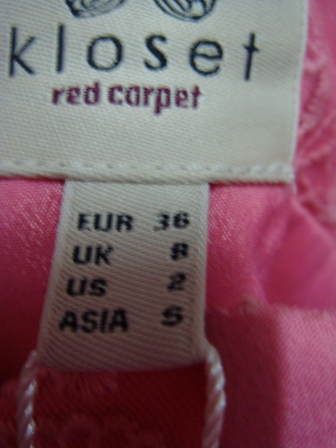 kloset
red carpet
EUR 36
UK 8
US 2
ASIA S